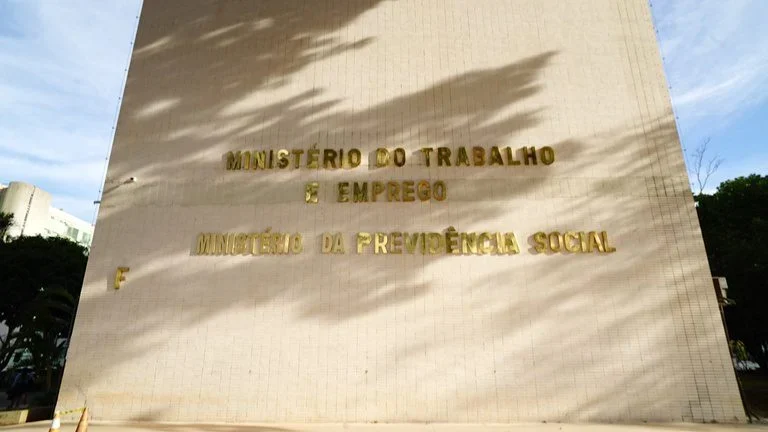 MINISTÉRIO DO TRABALHO
E EMPREGO
MINISTÉRIO DA PREVIDÊNCIA SOCIAL
F